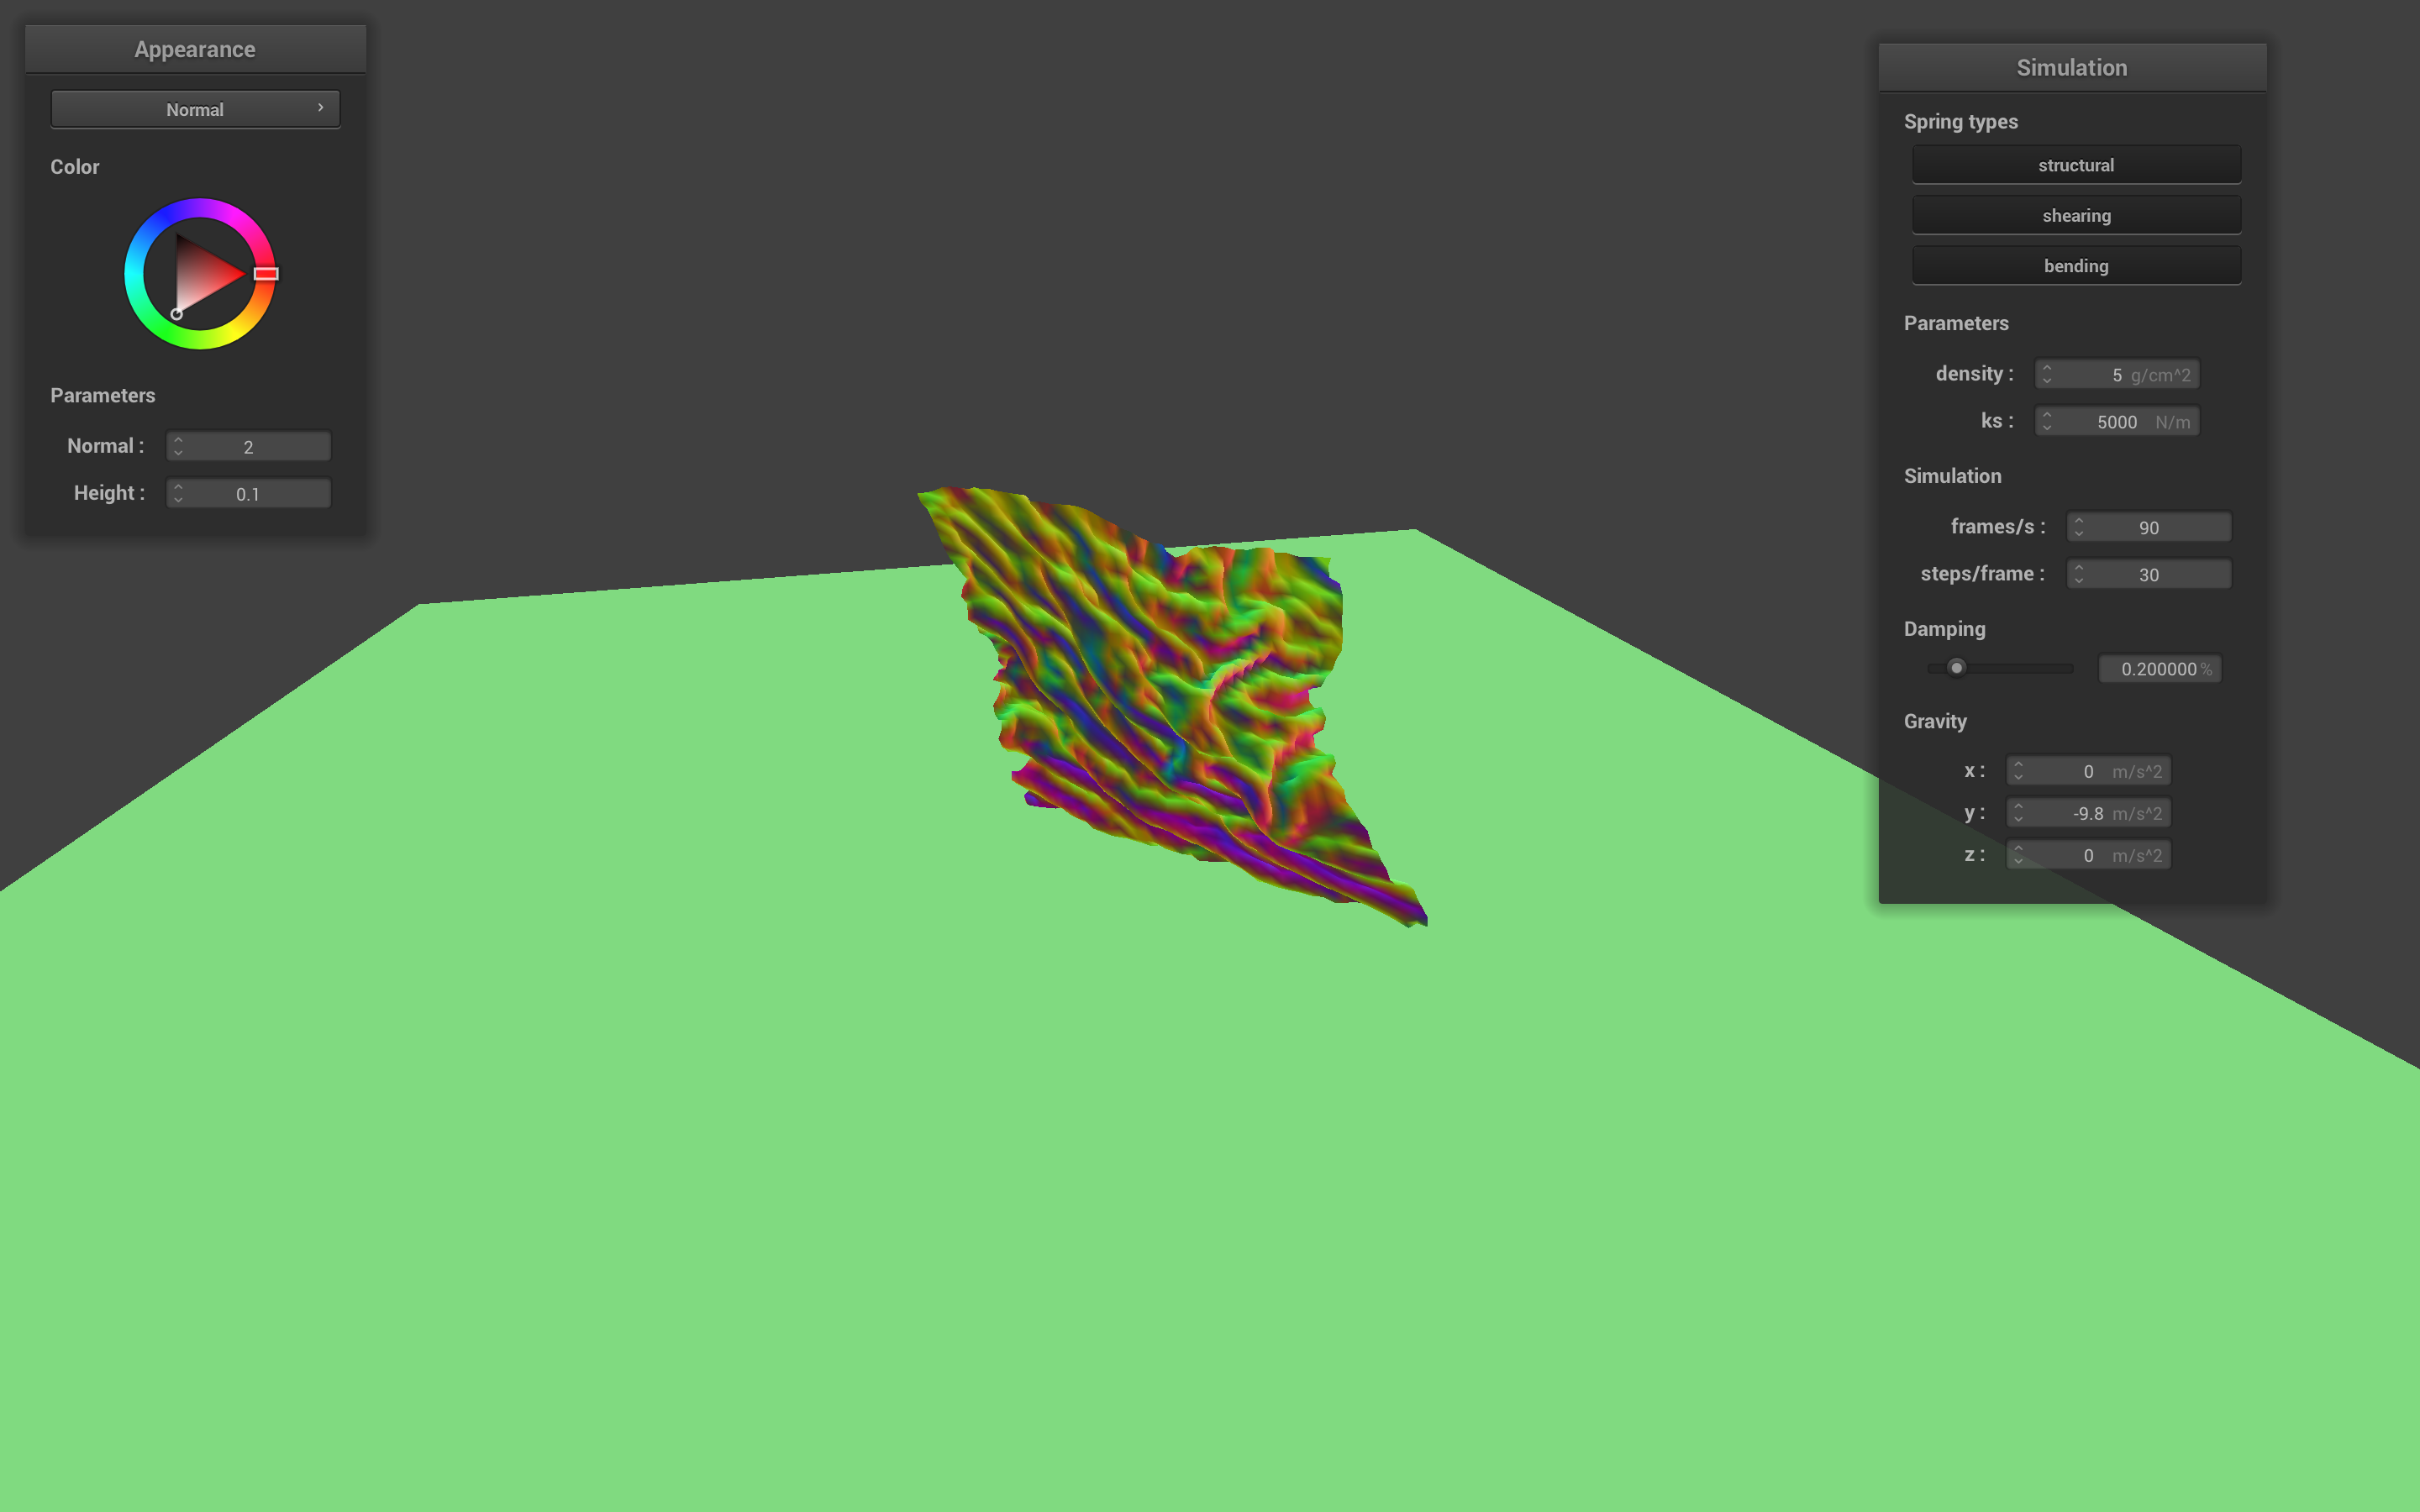 Appearance
Normal
Color
Parameters
Normal : 2
Height : 0.1
Simulation
Spring types
structural
shearing
bending
Parameters
density : 5 g/cm^2
ks : 5000 N/m
Simulation
frames/s : 90
steps/frame : 30
Damping
0.200000 %
Gravity
x : 0 m/s^2
y : -9.8 m/s^2
z : 0 m/s^2